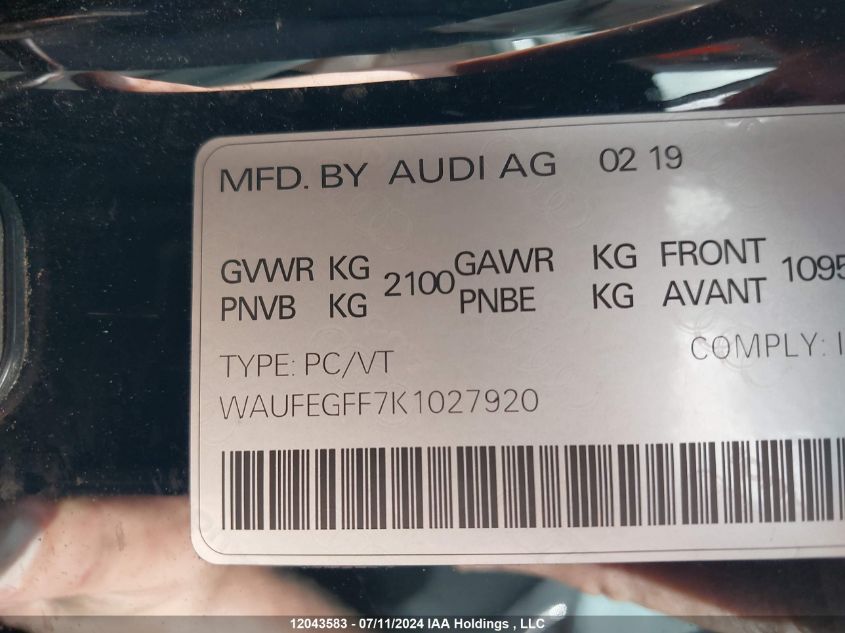 MFD. BY AUDI AG 02 19
GVWR KG 2100 GAWR KG FRONT 1095
PNVB KG PNBE KG AVANT
TYPE: PC/VT COMPLY:
WAUFEGFF7K1027920
12043583 - 07/11/2024 IAA Holdings , LLC